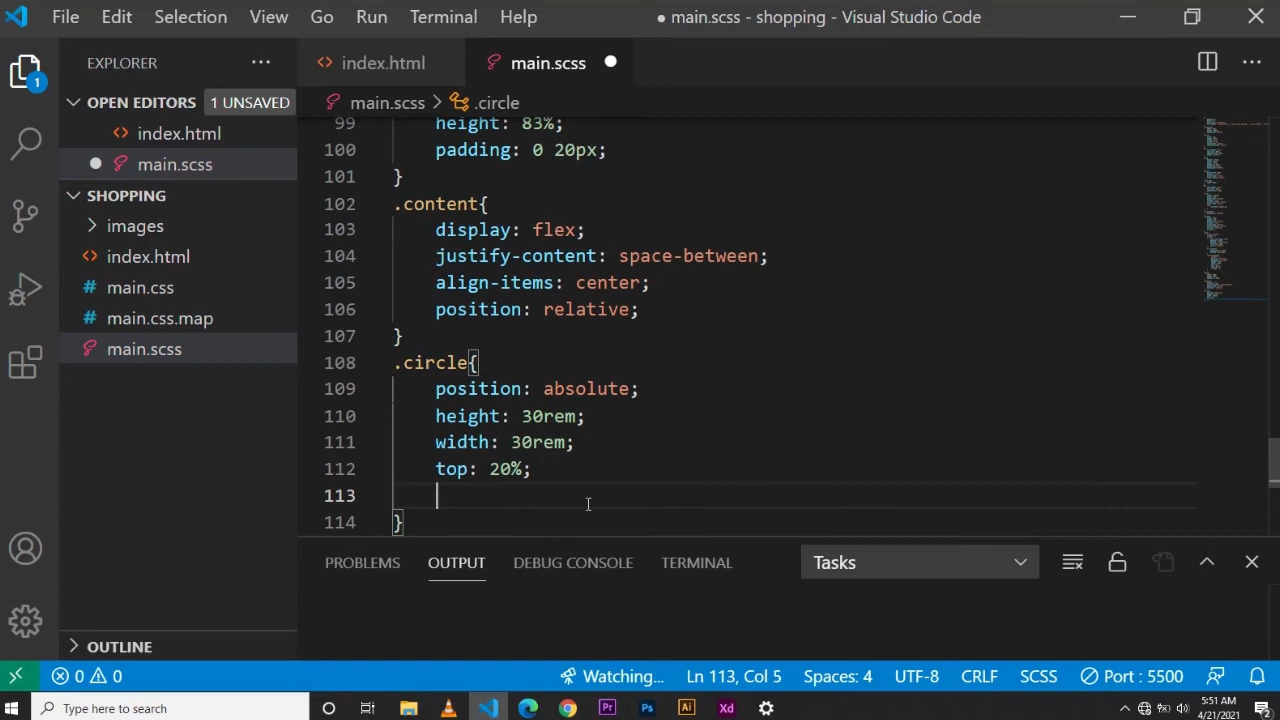 File Edit Selection View Go Run Terminal Help ● main.scss - shopping - Visual Studio Code
EXPLORER ···
index.html main.scss ●
1
OPEN EDITORS 1 UNSAVED
main.scss > .circle
index.html
main.scss
SHOPPING
images
index.html
main.css
main.css.map
main.scss
99 height: 83%;
100 padding: 0 20px;
101 }
102 .content{
103 display: flex;
104 justify-content: space-between;
105 align-items: center;
106 position: relative;
107 }
108 .circle{
109 position: absolute;
110 height: 30rem;
111 width: 30rem;
112 top: 20%;
113
114 }
PROBLEMS OUTPUT DEBUG CONSOLE TERMINAL Tasks
OUTLINE
0 0 Watching... Ln 113, Col 5 Spaces: 4 UTF-8 CRLF SCSS Port : 5500
Type here to search Pr Ps Ai Xd 5:51 AM
4/21/2021 2